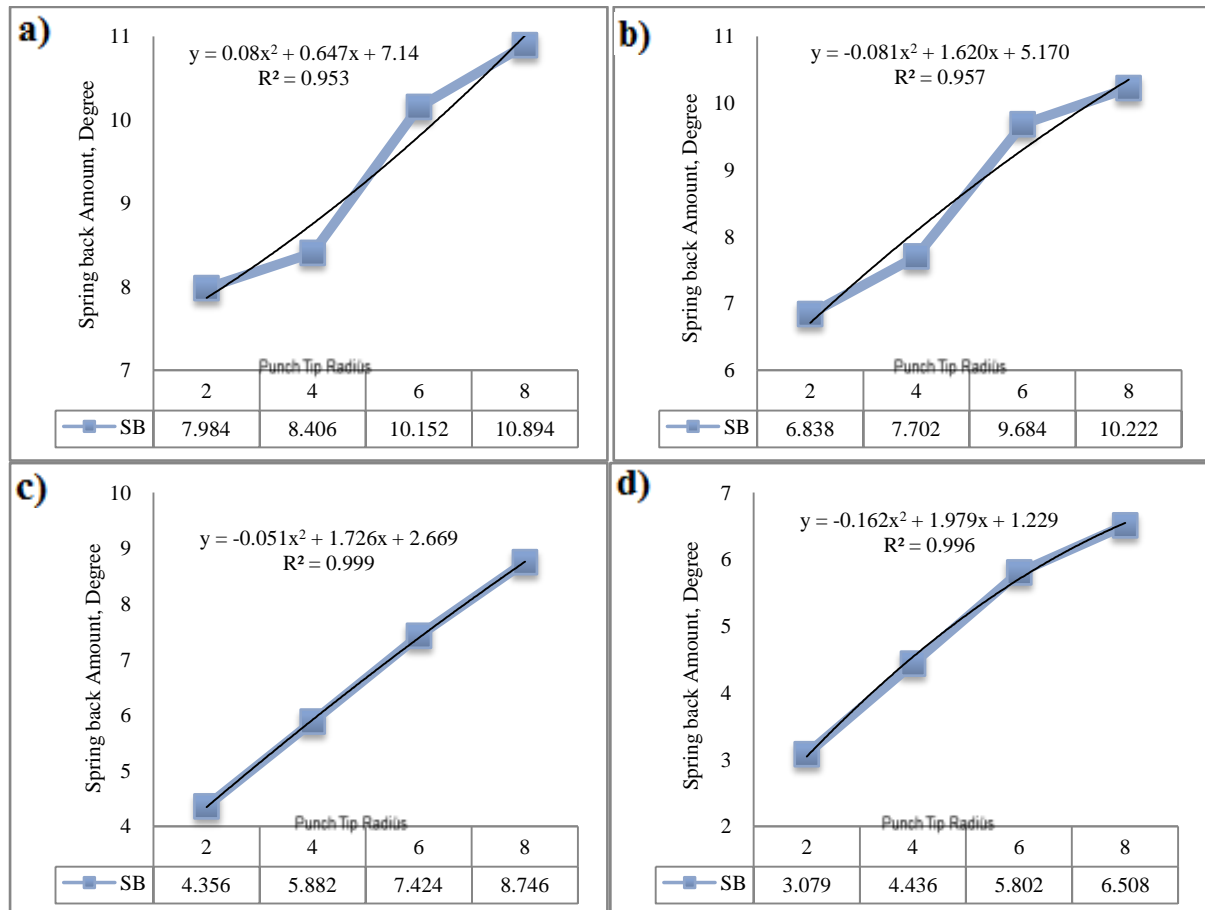 a)
y = 0.08x² + 0.647x + 7.14
R² = 0.953
11
10
9
8
7
Spring back Amount, Degree
Punch Tip Radiüs
2 4 6 8
SB 7.984 8.406 10.152 10.894
b)
y = -0.081x² + 1.620x + 5.170
R² = 0.957
11
10
9
8
7
6
Spring back Amount, Degree
Punch Tip Radiüs
2 4 6 8
SB 6.838 7.702 9.684 10.222
c)
y = -0.051x² + 1.726x + 2.669
R² = 0.999
10
9
8
7
6
5
4
Spring back Amount, Degree
Punch Tip Radiüs
2 4 6 8
SB 4.356 5.882 7.424 8.746
d)
y = -0.162x² + 1.979x + 1.229
R² = 0.996
7
6
5
4
3
2
Spring back Amount, Degree
Punch Tip Radiüs
2 4 6 8
SB 3.079 4.436 5.802 6.508